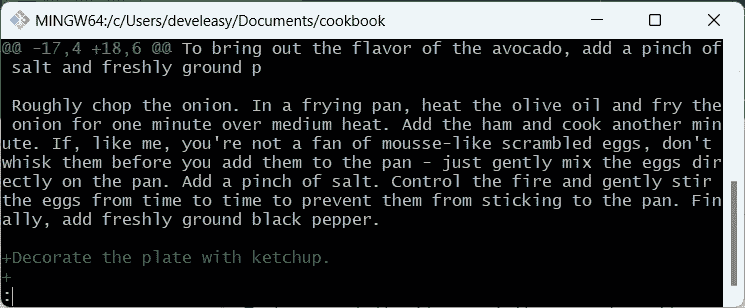 MINGW64:/c/Users/develeasy/Documents/cookbook
@@ -17,4 +18,6 @@ To bring out the flavor of the avocado, add a pinch of
salt and freshly ground p
Roughly chop the onion. In a frying pan, heat the olive oil and fry the
onion for one minute over medium heat. Add the ham and cook another min
ute. If, like me, you're not a fan of mousse-like scrambled eggs, don't
whisk them before you add them to the pan - just gently mix the eggs dir
ectly on the pan. Add a pinch of salt. Control the fire and gently stir
the eggs from time to time to prevent them from sticking to the pan. Fin
ally, add freshly ground black pepper.
+Decorate the plate with ketchup.
+
: